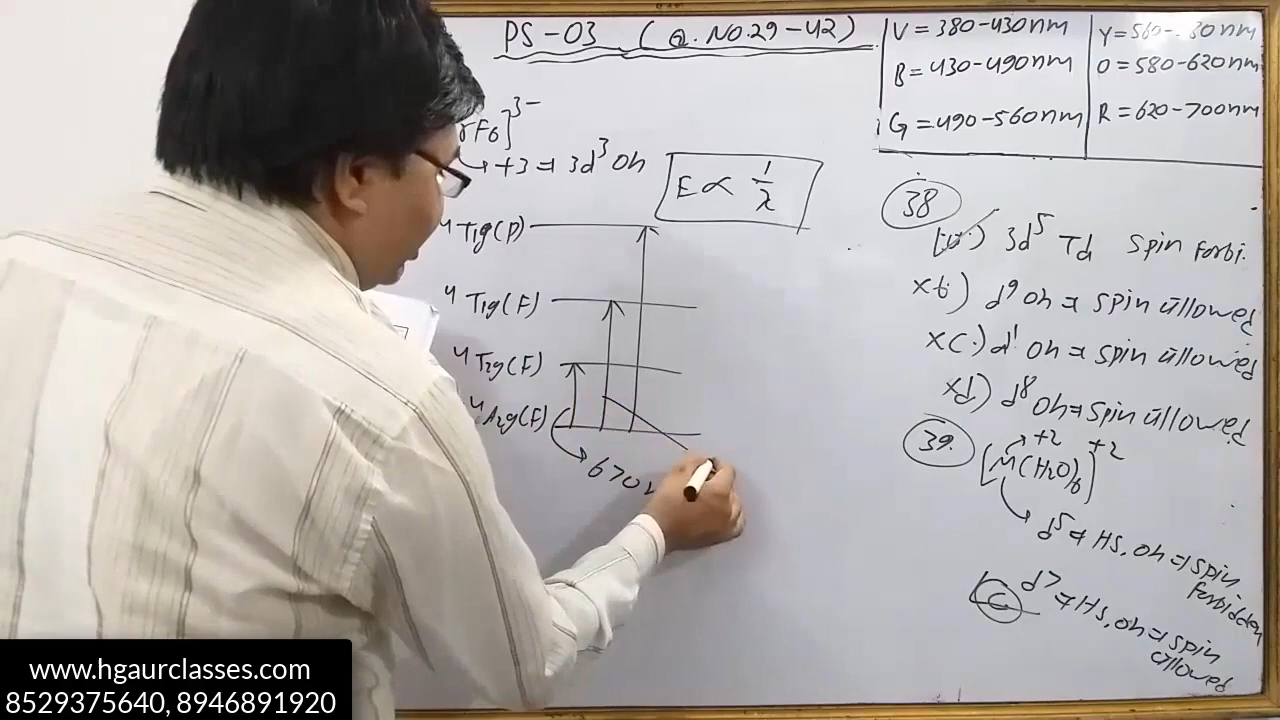 PS-03 (Q.NO.29-42)
V = 380-430nm
B = 430-490nm
G = 490-560nm
O = 580-620nm
R = 620-700nm
rF6]3-
+3 = 3d3 Oh
E ∝ 1/λ
4T1g(P)
4T1g(F)
4T2g(F)
4A2g(F)
670
38
3d5 Td Spin Forbi.
d9 Oh = Spin allowed
xc.) d1 Oh = Spin allowed
xd) d8 Oh = Spin allowed
39.
+2
[M(H2O)6]+2
d5 = HS, Oh = Spin
Forbidden
C d7 = HS, Oh = Spin
allowed
www.hgaurclasses.com
8529375640, 8946891920